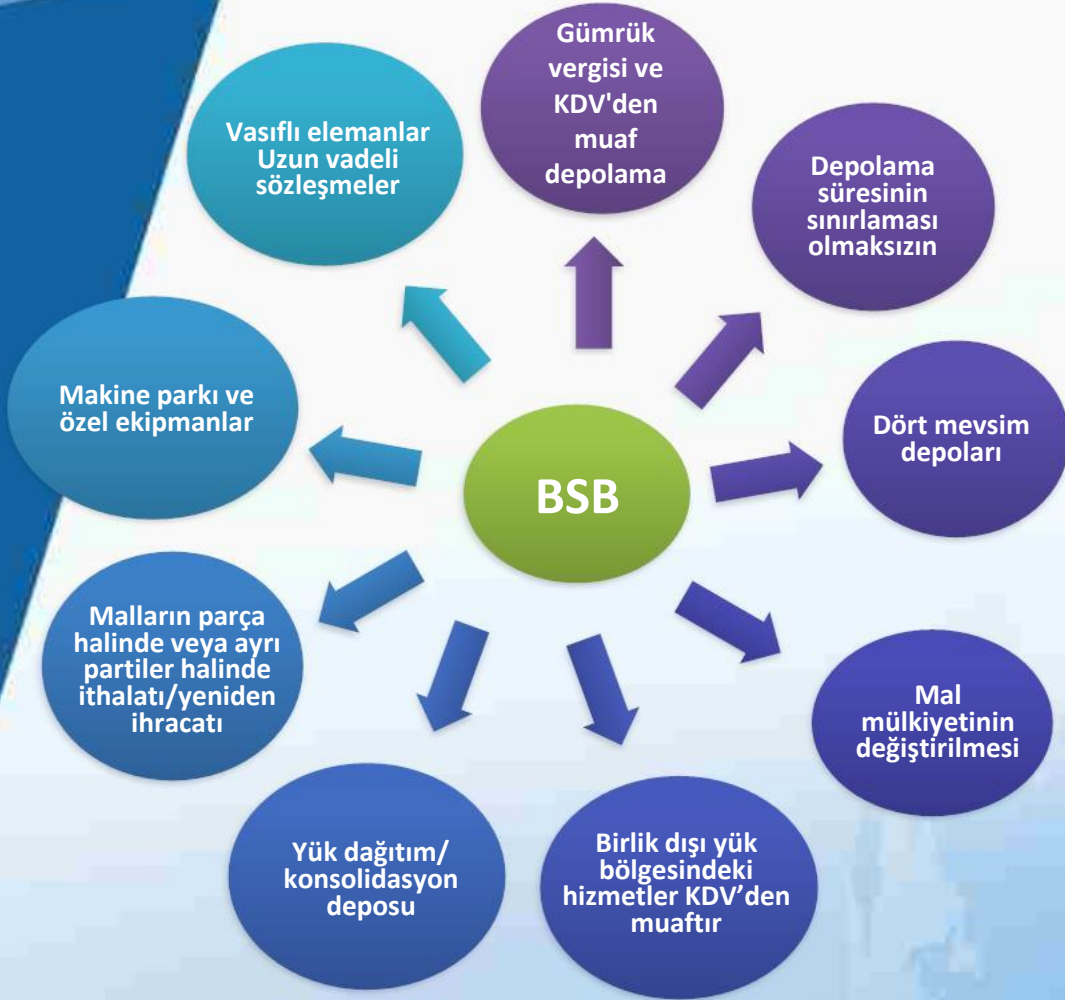 Gümrük
vergisi ve
KDV'den
muaf
depolama
Depolama
süresinin
sınırlaması
olmaksızın
Dört mevsim
depoları
Mal
mülkiyetinin
değiştirilmesi
Birlik dışı yük
bölgesindeki
hizmetler KDV’den
muaftır
Yük dağıtım/
konsolidasyon
deposu
Malların parça
halinde veya ayrı
partiler halinde
ithalatı/yeniden
ihracatı
Makine parkı ve
özel ekipmanlar
Vasıflı elemanlar
Uzun vadeli
sözleşmeler
BSB